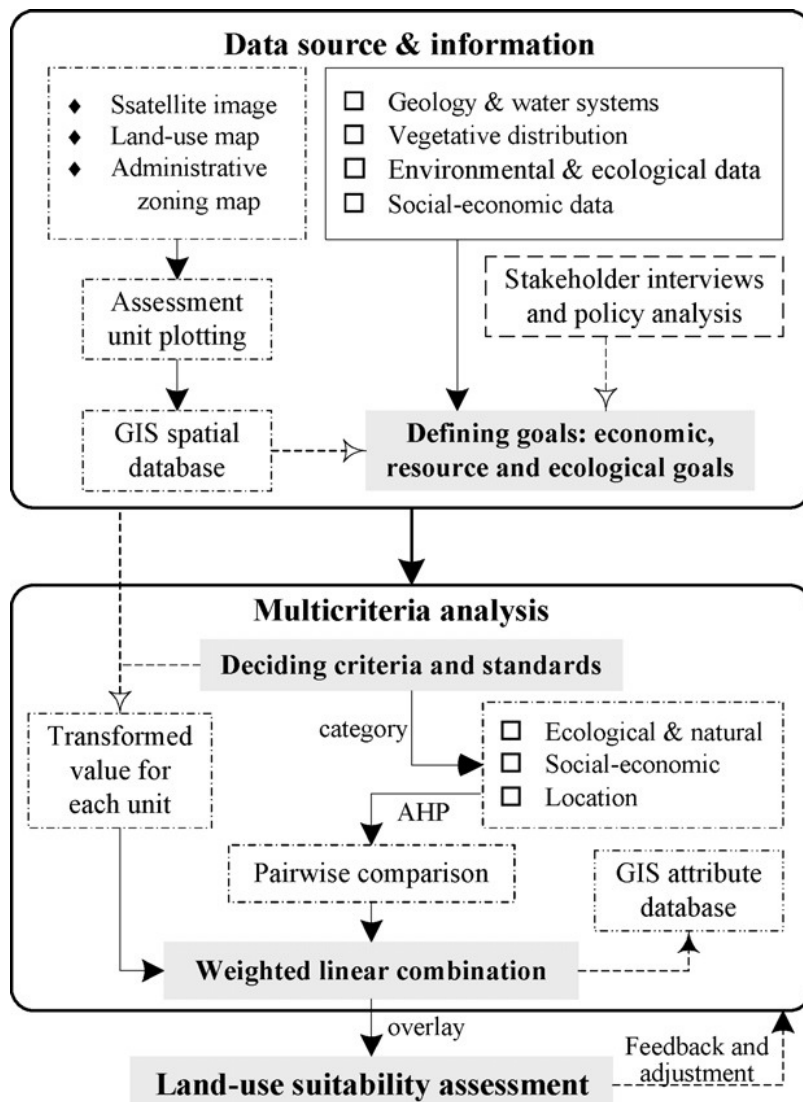 Data source & information
Ssatellite image
Land-use map
Administrative
zoning map
Geology & water systems
Vegetative distribution
Environmental & ecological data
Social-economic data
Assessment
unit plotting
Stakeholder interviews
and policy analysis
GIS spatial
database
Defining goals: economic,
resource and ecological goals
Multicriteria analysis
Deciding criteria and standards
Transformed
value for
each unit
category
Ecological & natural
Social-economic
Location
AHP
Pairwise comparison
GIS attribute
database
Weighted linear combination
overlay
Feedback and
adjustment
Land-use suitability assessment